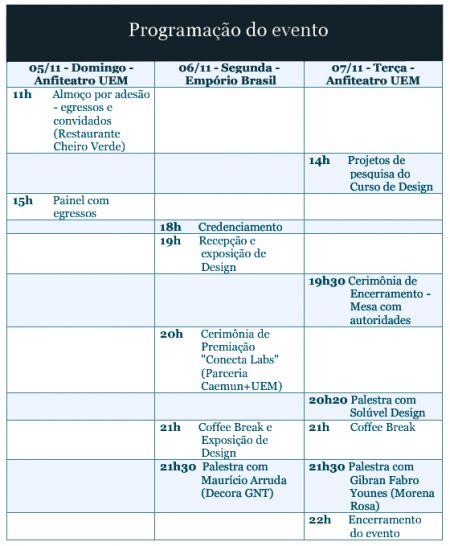 Programação do evento
05/11 - Domingo -
Anfiteatro UEM
06/11 - Segunda -
Empório Brasil
07/11 - Terça -
Anfiteatro UEM
11h Almoço por adesão
- egressos e
convidados
(Restaurante
Cheiro Verde)
14h Projetos de
pesquisa do
Curso de Design
15h Painel com
egressos
18h Credenciamento
19h Recepção e
exposição de
Design
19h30 Cerimônia de
Encerramento -
Mesa com
autoridades
20h Cerimônia de
Premiação
"Conecta Labs"
(Parceria
Caemun+UEM)
20h20 Palestra com
Solúvel Design
21h Coffee Break e
Exposição de
Design
21h Coffee Break
21h30 Palestra com
Maurício Arruda
(Decora GNT)
21h30 Palestra com
Gibran Fabro
Younes (Morena
Rosa)
22h Encerramento
do evento